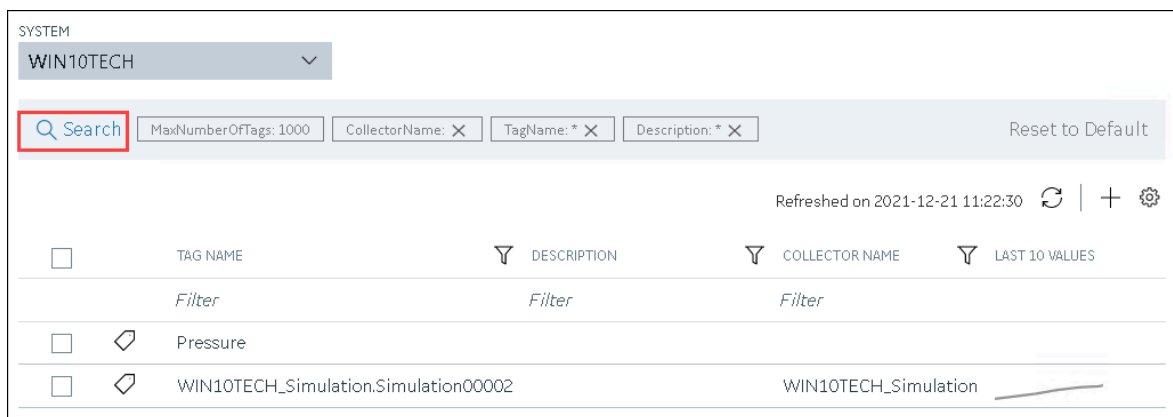 SYSTEM
WIN10TECH
Search MaxNumberOfTags: 1000 CollectorName: TagName: * Description: * Reset to Default
Refreshed on 2021-12-21 11:22:30
TAG NAME DESCRIPTION COLLECTOR NAME LAST 10 VALUES
Filter Filter Filter
Pressure
WIN10TECH_Simulation.Simulation00002 WIN10TECH_Simulation